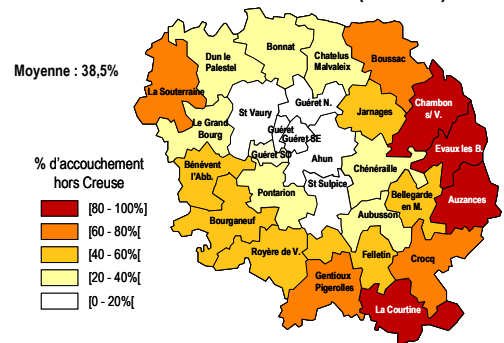 Moyenne : 38,5%
Dun le
Palestel
Bonnat
Chatelus
Malvaleix
Boussac
La Souterraine
St Vaury
Guéret N.
Jarnages
Chambon
s/ V.
Le Grand
Bourg
Guéret
Guéret SE
Guéret SO
Evaux les B.
Bénévent
l'Abb.
Ahun
Chénéraille
St Sulpice
Pontarion
Bellegarde
en M.
Auzances
Bourganeuf
Aubusson
Royère de V.
Felletin
Crocq
Gentioux
Pigerolles
La Courtine
% d'accouchement
hors Creuse
[80 - 100%]
[60 - 80%[
[40 - 60%[
[20 - 40%[
[0 - 20%[